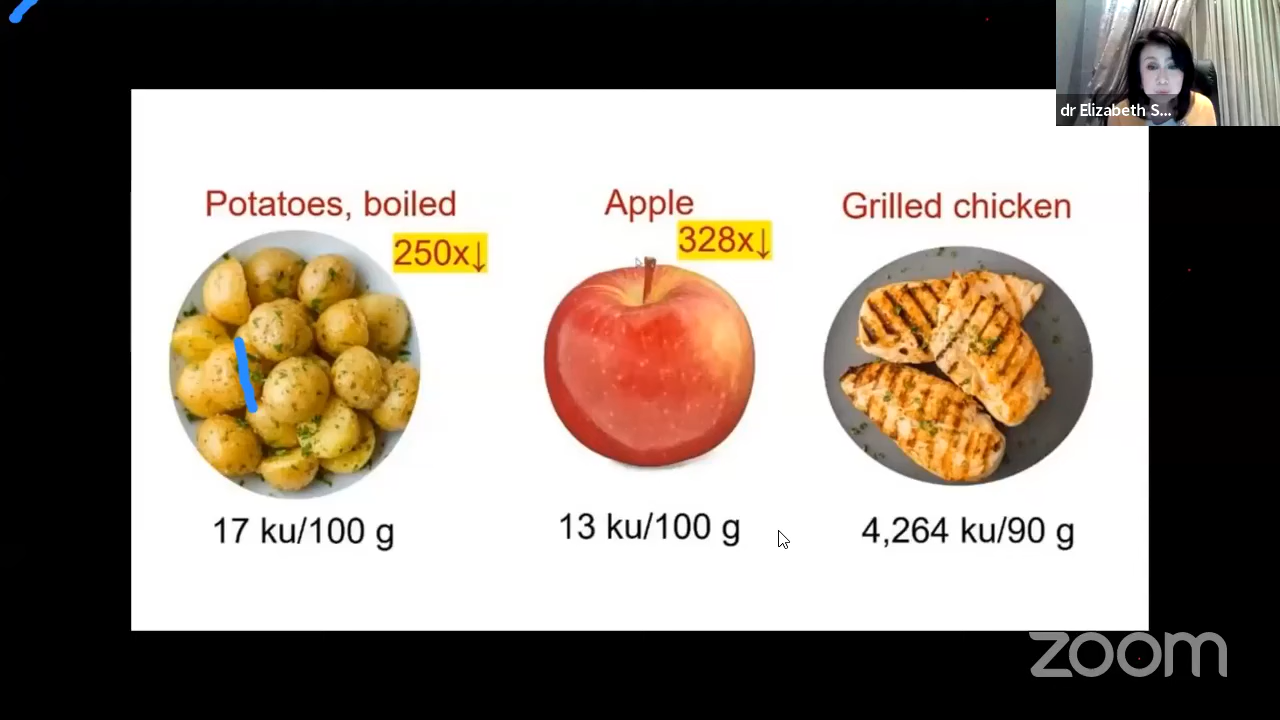 dr Elizabeth S...
Potatoes, boiled
250x↓
17 ku/100 g
Apple
328x↓
13 ku/100 g
Grilled chicken
4,264 ku/90 g
zoom